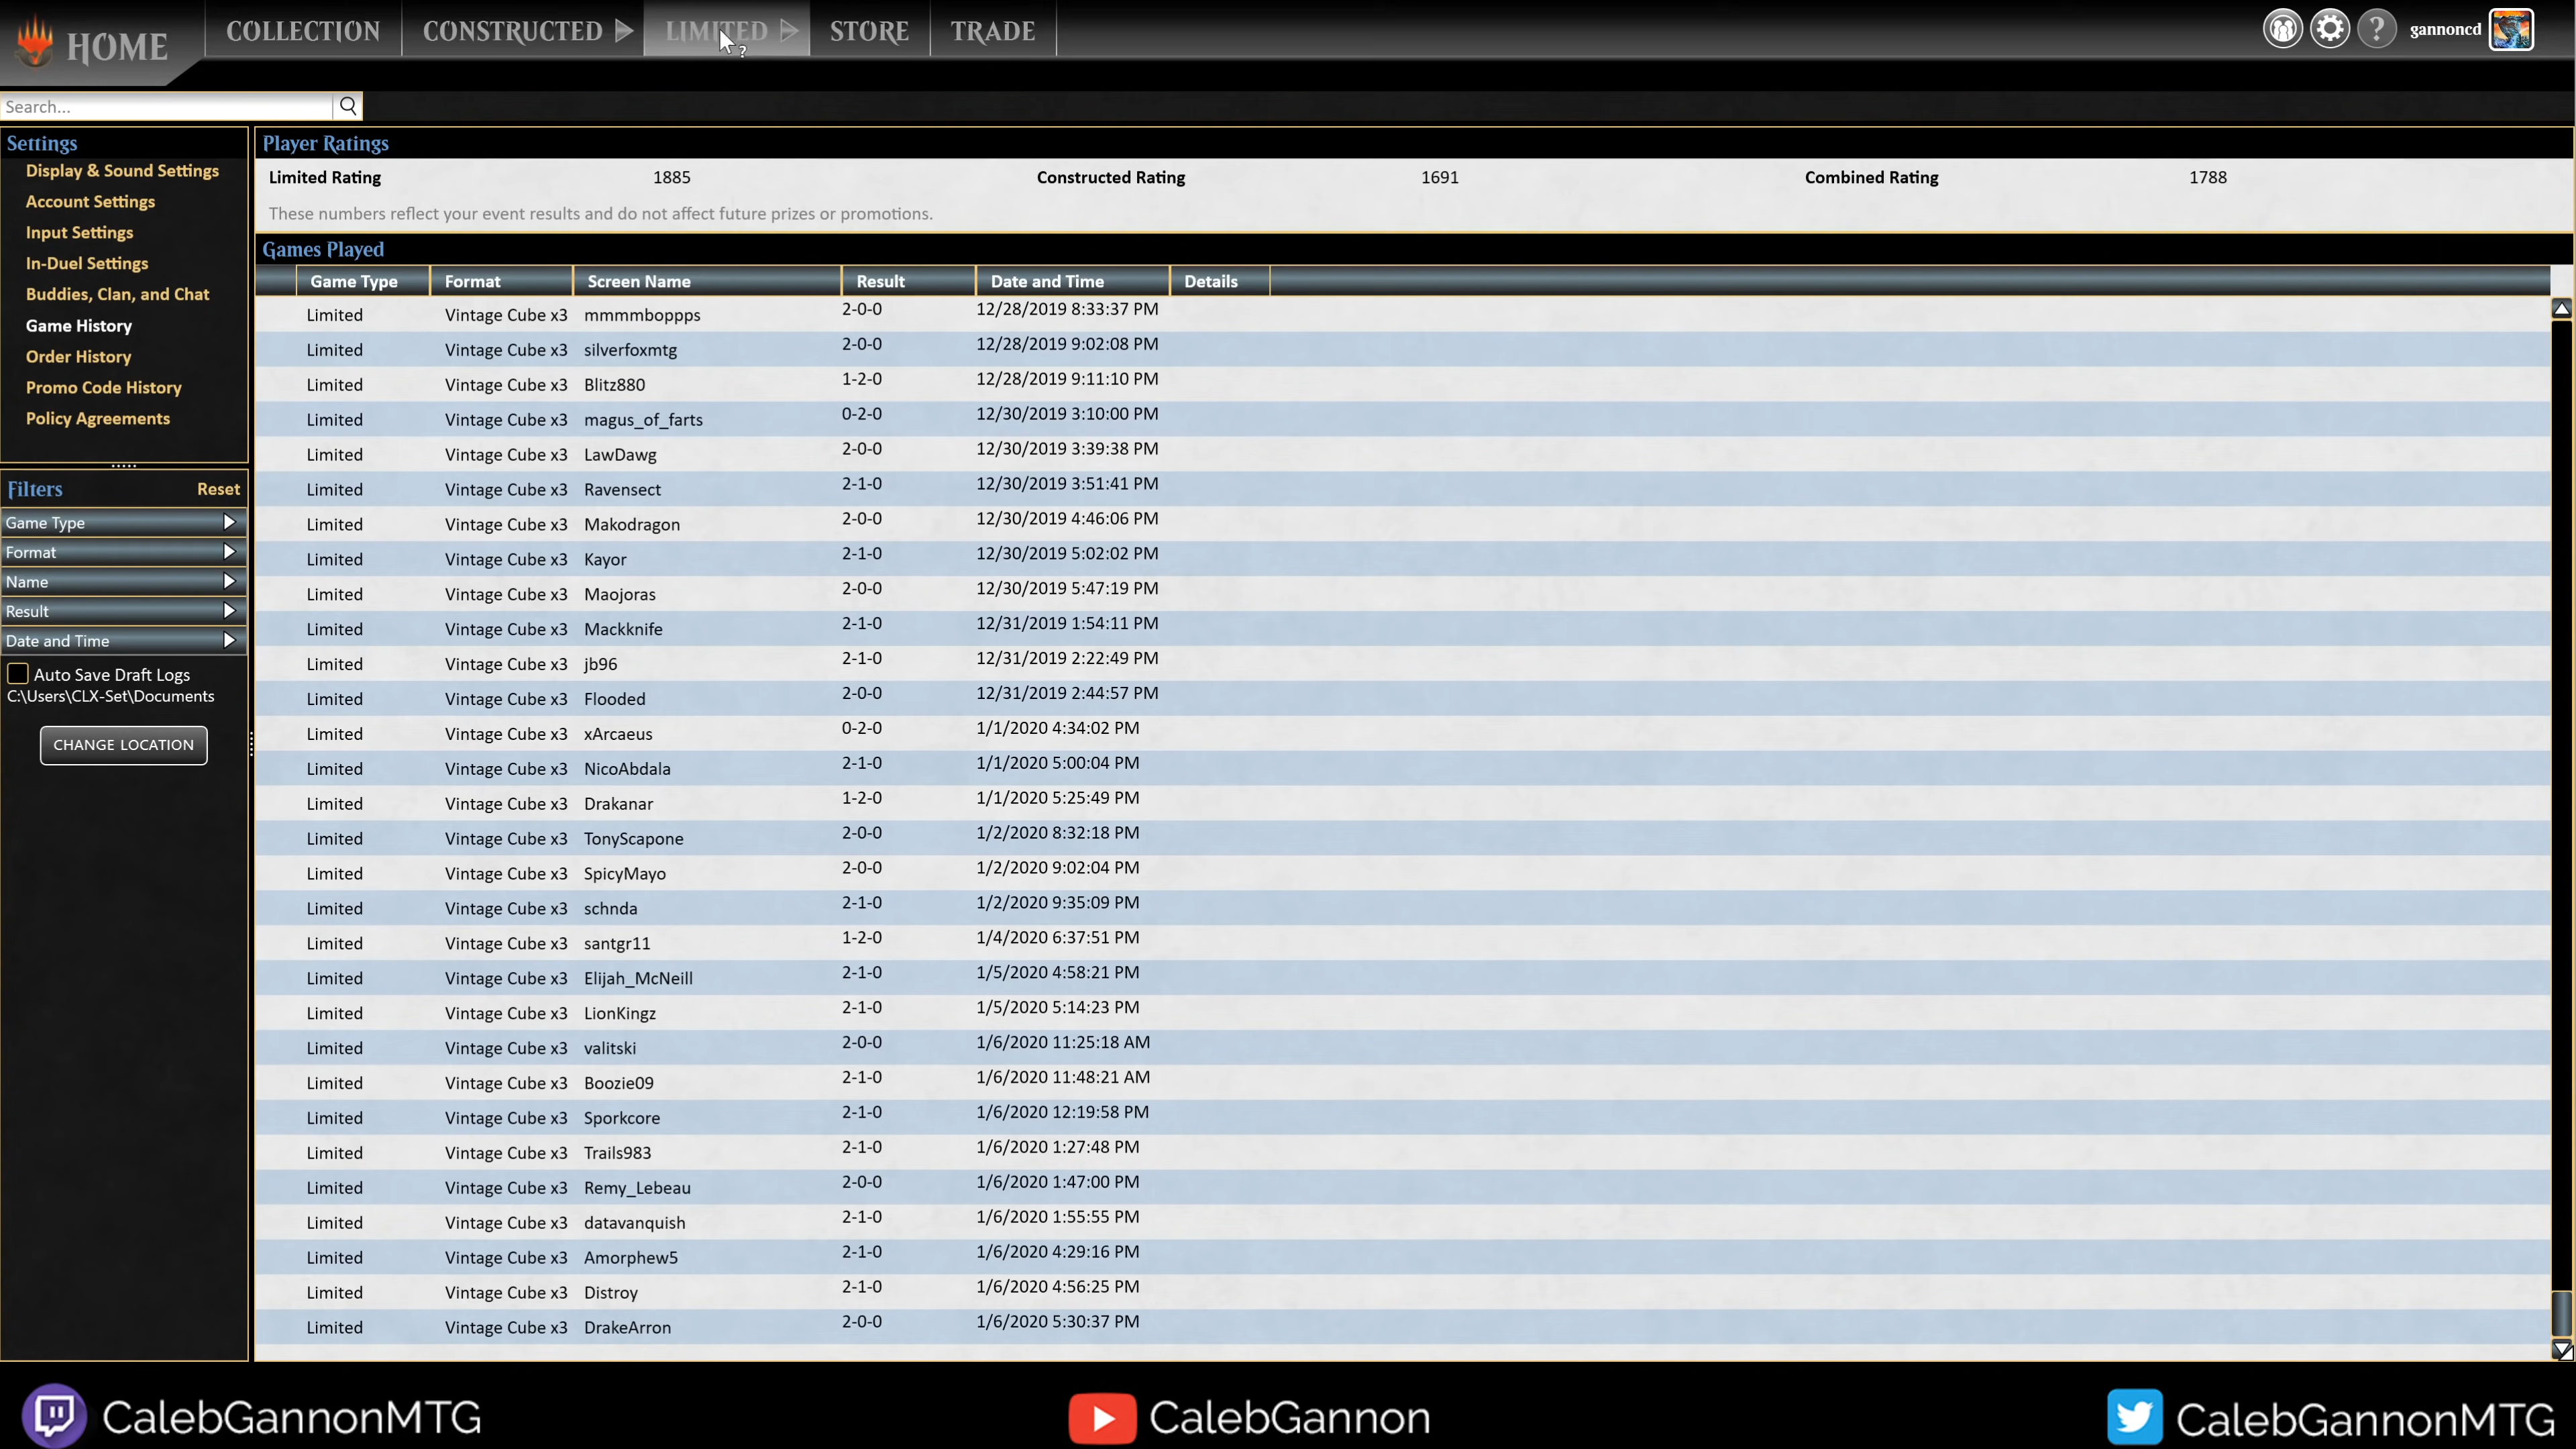 HOME COLLECTION CONSTRUCTED LIMITED STORE TRADE ? gannoncd
Search...
Settings
Display & Sound Settings
Account Settings
Input Settings
In-Duel Settings
Buddies, Clan, and Chat
Game History
Order History
Promo Code History
Policy Agreements
Filters Reset
Game Type
Format
Name
Result
Date and Time
Auto Save Draft Logs
C:\Users\CLX-Set\Documents
CHANGE LOCATION
Player Ratings
Limited Rating 1885 Constructed Rating 1691 Combined Rating 1788
These numbers reflect your event results and do not affect future prizes or promotions.
Games Played
Game Type Format Screen Name Result Date and Time Details
Limited Vintage Cube x3 mmmmboppps 2-0-0 12/28/2019 8:33:37 PM
Limited Vintage Cube x3 silverfoxmtg 2-0-0 12/28/2019 9:02:08 PM
Limited Vintage Cube x3 Blitz880 1-2-0 12/28/2019 9:11:10 PM
Limited Vintage Cube x3 magus_of_farts 0-2-0 12/30/2019 3:10:00 PM
Limited Vintage Cube x3 LawDawg 2-0-0 12/30/2019 3:39:38 PM
Limited Vintage Cube x3 Ravensect 2-1-0 12/30/2019 3:51:41 PM
Limited Vintage Cube x3 Makodragon 2-0-0 12/30/2019 4:46:06 PM
Limited Vintage Cube x3 Kayor 2-1-0 12/30/2019 5:02:02 PM
Limited Vintage Cube x3 Maojoras 2-0-0 12/30/2019 5:47:19 PM
Limited Vintage Cube x3 Mackknife 2-1-0 12/31/2019 1:54:11 PM
Limited Vintage Cube x3 jb96 2-1-0 12/31/2019 2:22:49 PM
Limited Vintage Cube x3 Flooded 2-0-0 12/31/2019 2:44:57 PM
Limited Vintage Cube x3 xArcaeus 0-2-0 1/1/2020 4:34:02 PM
Limited Vintage Cube x3 NicoAbdala 2-1-0 1/1/2020 5:00:04 PM
Limited Vintage Cube x3 Drakanar 1-2-0 1/1/2020 5:25:49 PM
Limited Vintage Cube x3 TonyScapone 2-0-0 1/2/2020 8:32:18 PM
Limited Vintage Cube x3 SpicyMayo 2-0-0 1/2/2020 9:02:04 PM
Limited Vintage Cube x3 schnda 2-1-0 1/2/2020 9:35:09 PM
Limited Vintage Cube x3 santgr11 1-2-0 1/4/2020 6:37:51 PM
Limited Vintage Cube x3 Elijah_McNeill 2-1-0 1/5/2020 4:58:21 PM
Limited Vintage Cube x3 LionKingz 2-1-0 1/5/2020 5:14:23 PM
Limited Vintage Cube x3 valitski 2-0-0 1/6/2020 11:25:18 AM
Limited Vintage Cube x3 Boozie09 2-1-0 1/6/2020 11:48:21 AM
Limited Vintage Cube x3 Sporkcore 2-1-0 1/6/2020 12:19:58 PM
Limited Vintage Cube x3 Trails983 2-1-0 1/6/2020 1:27:48 PM
Limited Vintage Cube x3 Remy_Lebeau 2-0-0 1/6/2020 1:47:00 PM
Limited Vintage Cube x3 datavanquish 2-1-0 1/6/2020 1:55:55 PM
Limited Vintage Cube x3 Amorphew5 2-1-0 1/6/2020 4:29:16 PM
Limited Vintage Cube x3 Distroy 2-1-0 1/6/2020 4:56:25 PM
Limited Vintage Cube x3 DrakeArron 2-0-0 1/6/2020 5:30:37 PM
CalebGannonMTG CalebGannon CalebGannonMTG